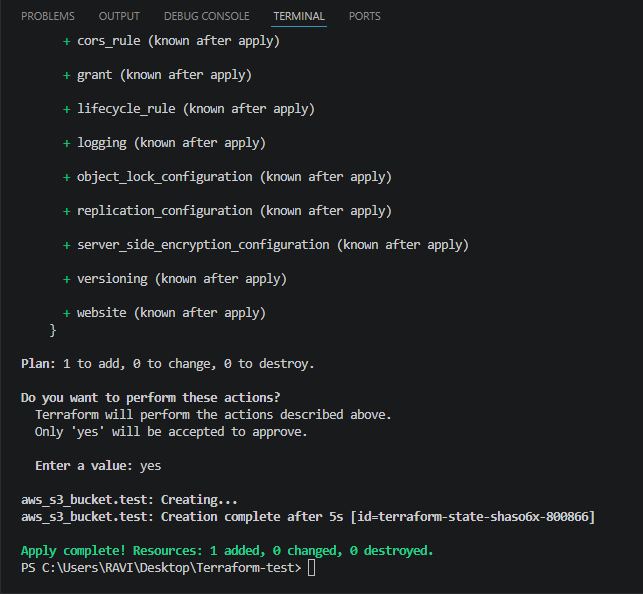 PROBLEMS OUTPUT DEBUG CONSOLE TERMINAL PORTS
+ cors_rule (known after apply)
+ grant (known after apply)
+ lifecycle_rule (known after apply)
+ logging (known after apply)
+ object_lock_configuration (known after apply)
+ replication_configuration (known after apply)
+ server_side_encryption_configuration (known after apply)
+ versioning (known after apply)
+ website (known after apply)
}
Plan: 1 to add, 0 to change, 0 to destroy.
Do you want to perform these actions?
Terraform will perform the actions described above.
Only 'yes' will be accepted to approve.
Enter a value: yes
aws_s3_bucket.test: Creating...
aws_s3_bucket.test: Creation complete after 5s [id=terraform-state-shaso6x-800866]
Apply complete! Resources: 1 added, 0 changed, 0 destroyed.
PS C:\Users\RAVI\Desktop\Terraform-test>